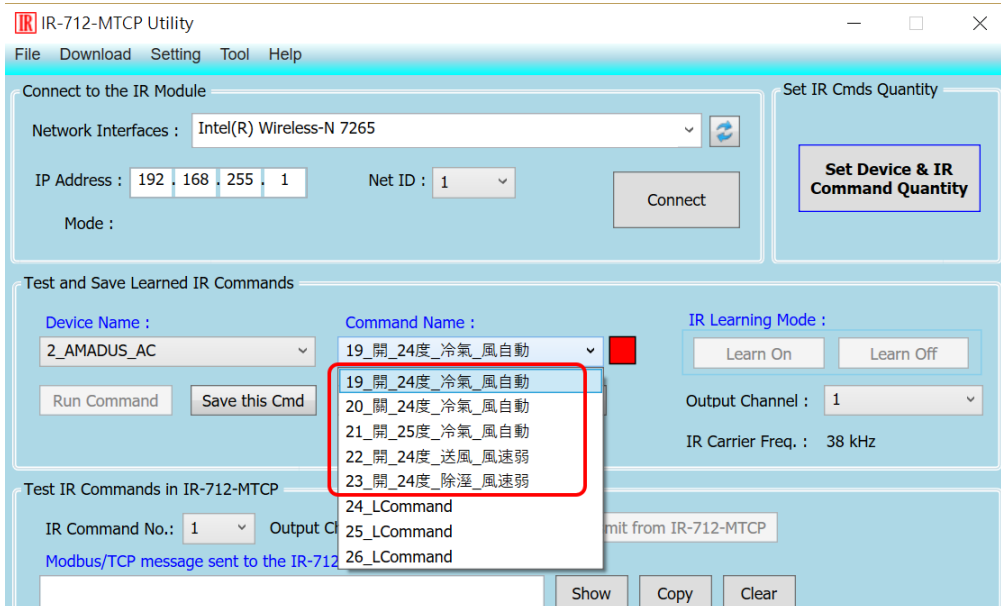 IR IR-712-MTCP Utility
File Download Setting Tool Help
Connect to the IR Module
Set IR Cmds Quantity
Network Interfaces : Intel(R) Wireless-N 7265
IP Address : 192 . 168 . 255 . 1 Net ID : 1
Connect
Set Device & IR
Command Quantity
Mode :
Test and Save Learned IR Commands
Device Name : Command Name : IR Learning Mode :
2_AMADUS_AC 19_開_24度_冷氣_風自動 Learn On Learn Off
19_開_24度_冷氣_風自動
Run Command Save this Cmd 20_關_24度_冷氣_風自動 Output Channel : 1
21_開_25度_冷氣_風自動
IR Carrier Freq. : 38 kHz
22_開_24度_送風_風速弱
23_開_24度_除溼_風速弱
Test IR Commands in IR-712-MTCP
24_LCommand
IR Command No.: 1 Output Ch 25_LCommand mit from IR-712-MTCP
26_LCommand
Modbus/TCP message sent to the IR-712
Show Copy Clear